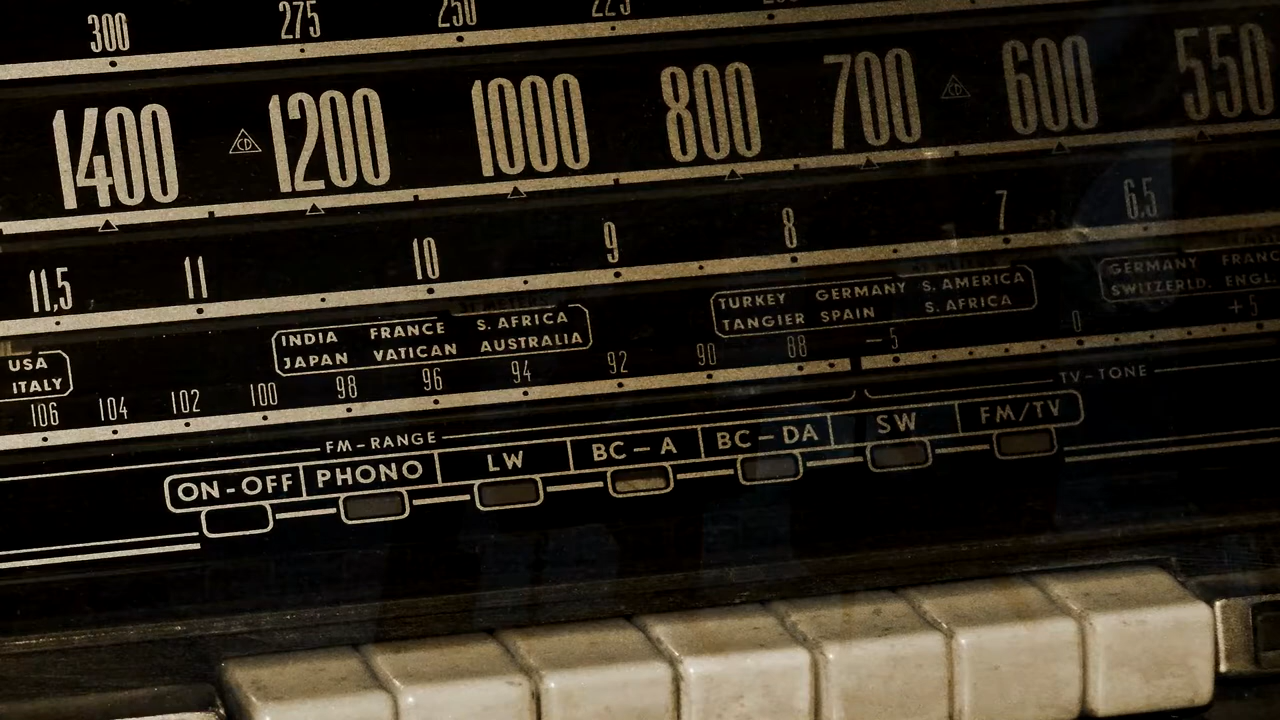 300 275 250 225
1400 CD 1200 1000 800 700 CD 600 550
11,5 11 10 9 8 7 6.5
USA
ITALY
INDIA FRANCE S. AFRICA
JAPAN VATICAN AUSTRALIA
TURKEY GERMANY S. AMERICA
TANGIER SPAIN S. AFRICA
GERMANY FRANC
SWITZERLD. ENGL.
106 104 102 100 98 96 94 92 90 88 -5 0 +5
FM-RANGE TV-TONE
ON-OFF PHONO LW BC-A BC-DA SW FM/TV